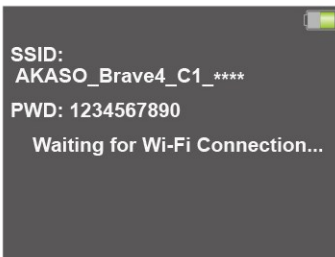 SSID:
AKASO_Brave4_C1_****
PWD: 1234567890
Waiting for Wi-Fi Connection...